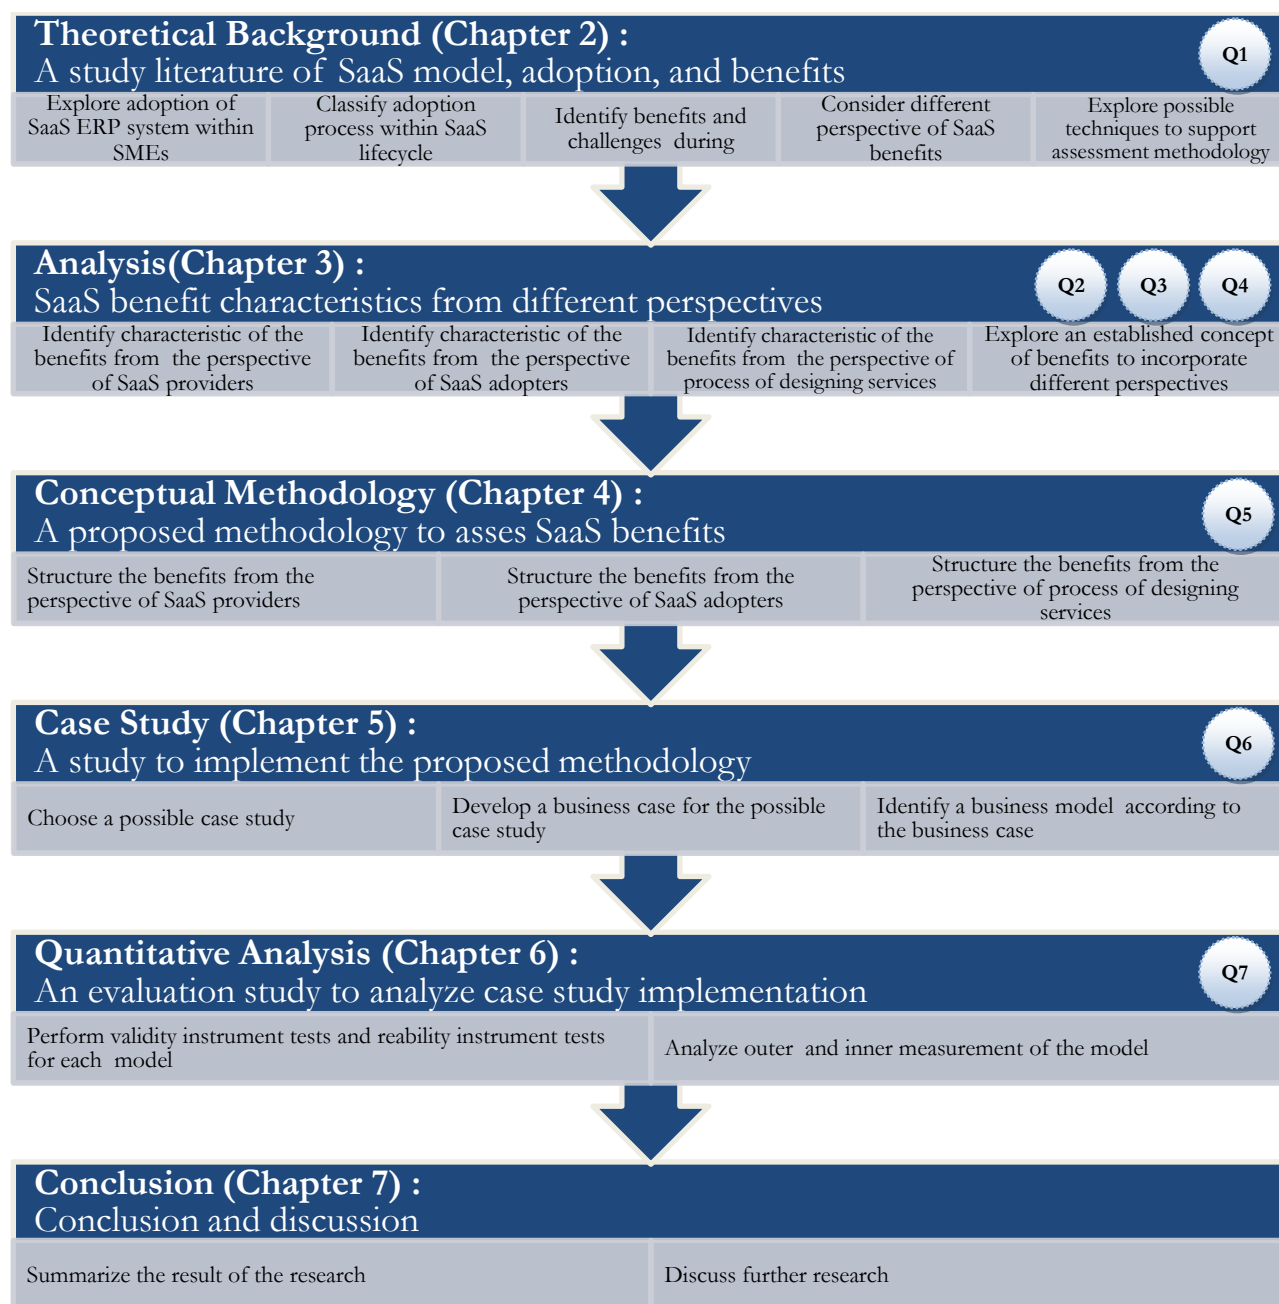 Theoretical Background (Chapter 2) :
A study literature of SaaS model, adoption, and benefits
Q1
Explore adoption of
SaaS ERP system within
SMEs
Classify adoption
process within SaaS
lifecycle
Identify benefits and
challenges during
Consider different
perspective of SaaS
benefits
Explore possible
techniques to support
assessment methodology
Analysis(Chapter 3) :
SaaS benefit characteristics from different perspectives
Q2
Q3
Q4
Identify characteristic of the
benefits from the perspective
of SaaS providers
Identify characteristic of the
benefits from the perspective
of SaaS adopters
Identify characteristic of the
benefits from the perspective of
process of designing services
Explore an established concept
of benefits to incorporate
different perspectives
Conceptual Methodology (Chapter 4) :
A proposed methodology to asses SaaS benefits
Q5
Structure the benefits from the
perspective of SaaS providers
Structure the benefits from the
perspective of SaaS adopters
Structure the benefits from the
perspective of process of designing
services
Case Study (Chapter 5) :
A study to implement the proposed methodology
Q6
Choose a possible case study
Develop a business case for the possible
case study
Identify a business model according to
the business case
Quantitative Analysis (Chapter 6) :
An evaluation study to analyze case study implementation
Q7
Perform validity instrument tests and reability instrument tests
for each model
Analyze outer and inner measurement of the model
Conclusion (Chapter 7) :
Conclusion and discussion
Summarize the result of the research
Discuss further research